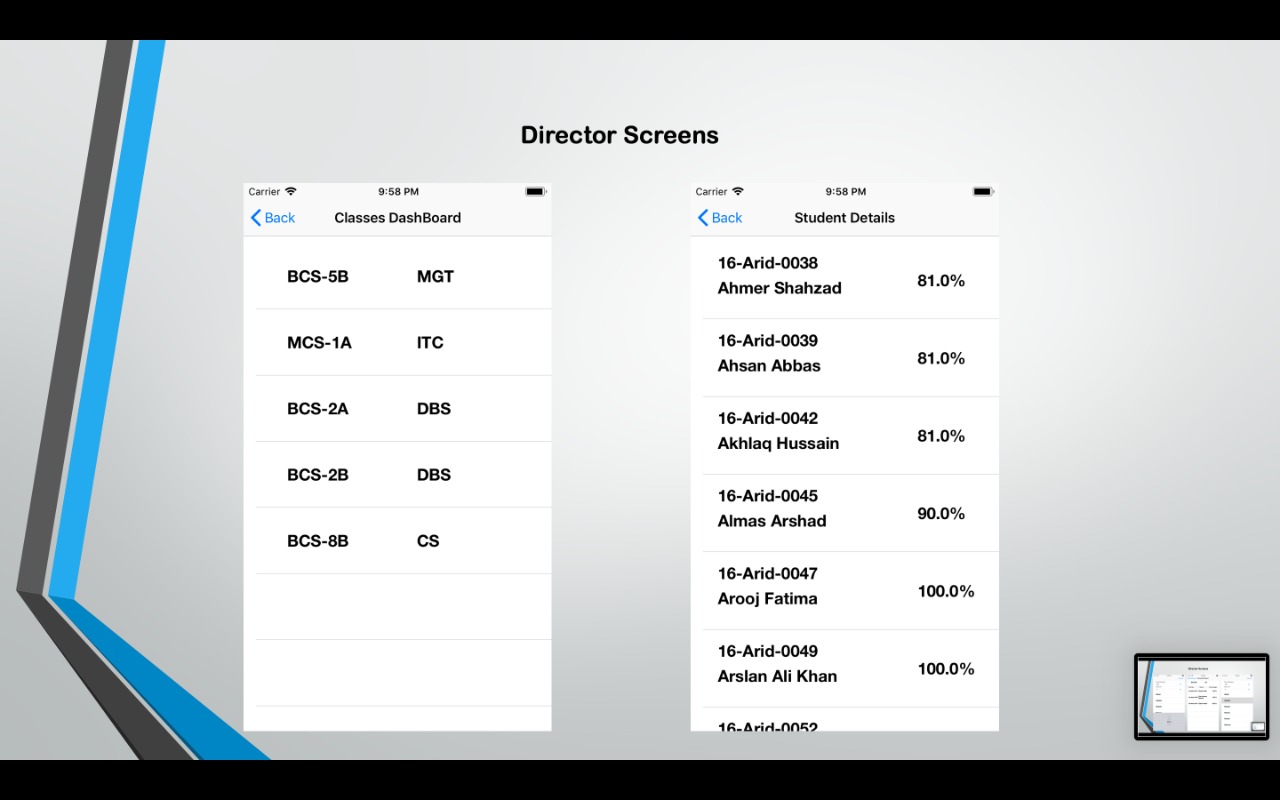 Director Screens
Carrier 9:58 PM
Back Classes DashBoard
BCS-5B MGT
MCS-1A ITC
BCS-2A DBS
BCS-2B DBS
BCS-8B CS
Carrier 9:58 PM
Back Student Details
16-Arid-0038
Ahmer Shahzad 81.0%
16-Arid-0039
Ahsan Abbas 81.0%
16-Arid-0042
Akhlaq Hussain 81.0%
16-Arid-0045
Almas Arshad 90.0%
16-Arid-0047
Arooj Fatima 100.0%
16-Arid-0049
Arslan Ali Khan 100.0%
16-Arid-0052